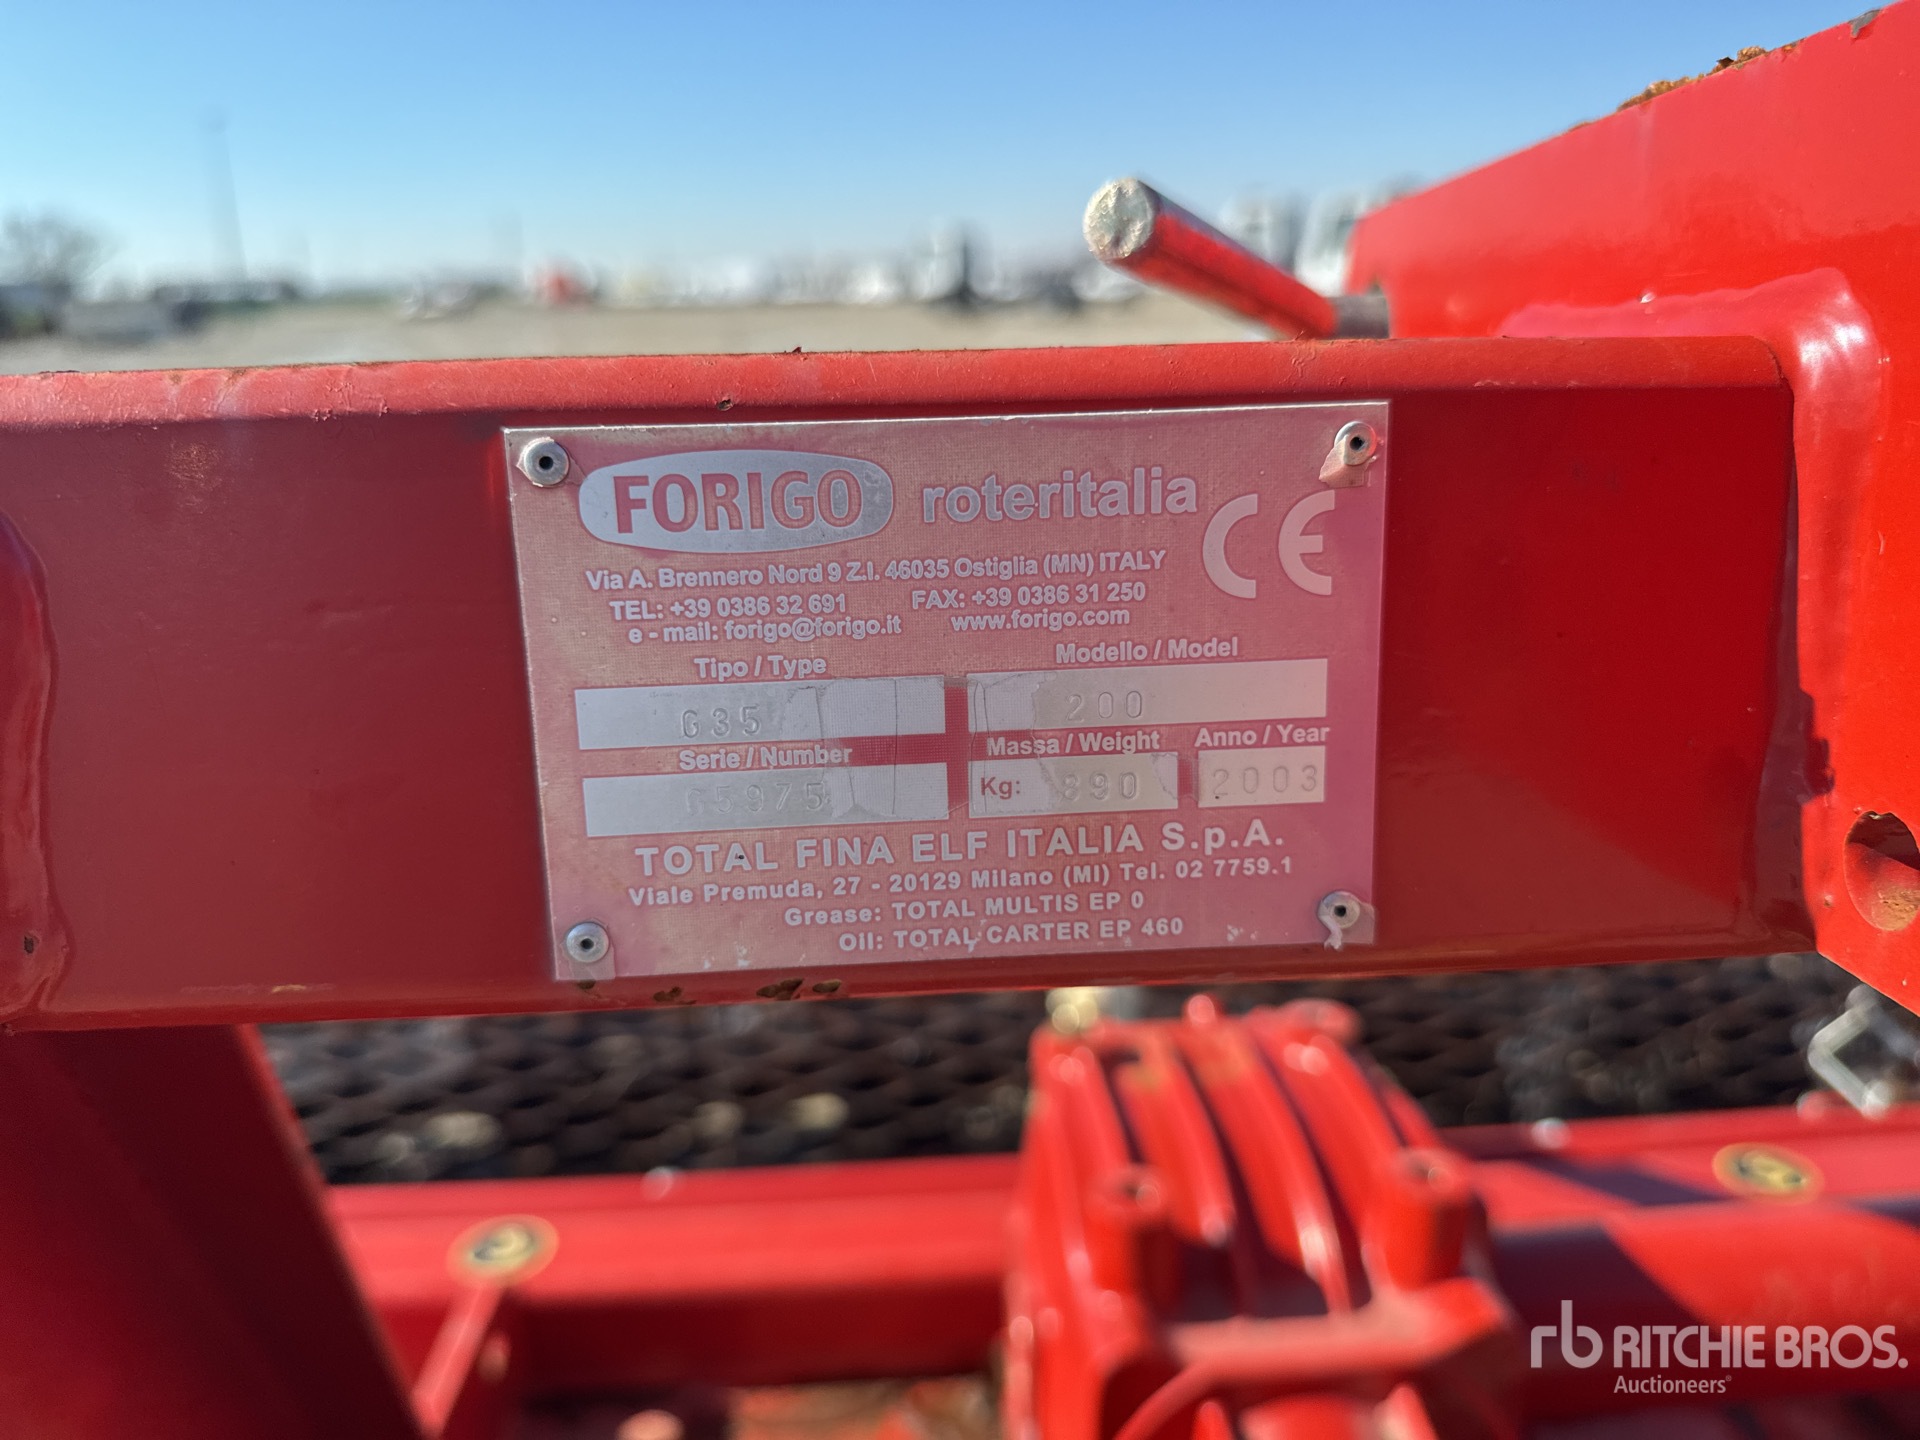 FORIGO roteritalia CE
Via A. Brennero Nord 9 Z.I. 46035 Ostiglia (MN) ITALY
TEL: +39 0386 32 691 FAX: +39 0386 31 250
e - mail: forigo@forigo.it www.forigo.com
Tipo / Type Modello / Model
G35 200
Serie / Number Massa / Weight Anno / Year
Kg: 2003
TOTAL FINA ELF ITALIA S.p.A.
Viale Premuda, 27 - 20129 Milano (MI) Tel. 02 7759.1
Grease: TOTAL MULTIS EP 0
Oil: TOTAL CARTER EP 460
rb RITCHIE BROS.
Auctioneers